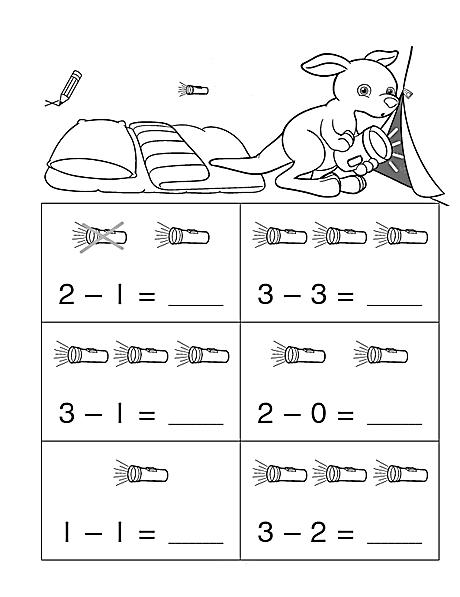 2 – 1 = ____
3 – 3 = ____
3 – 1 = ____
2 – 0 = ____
1 – 1 = ____
3 – 2 = ____